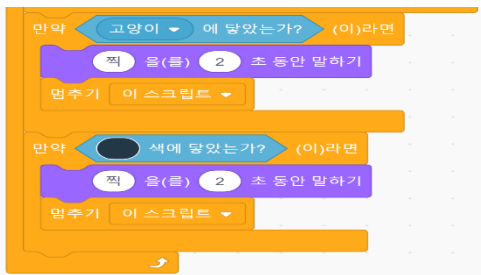 만약 고양이 에 닿았는가? (이)라면
찍 을(를) 2 초 동안 말하기
멈추기 이 스크립트
만약 색에 닿았는가? (이)라면
찍 을(를) 2 초 동안 말하기
멈추기 이 스크립트